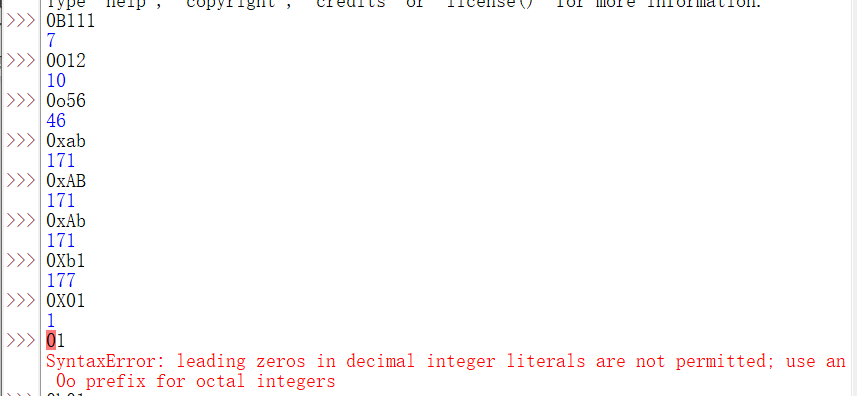 Type "help", "copyright", "credits" or "license()" for more information.
>>> 0B111
7
>>> 0O12
10
>>> 0o56
46
>>> 0xab
171
>>> 0xAB
171
>>> 0xAb
171
>>> 0Xb1
177
>>> 0X01
1
>>> 01
SyntaxError: leading zeros in decimal integer literals are not permitted; use an
0o prefix for octal integers